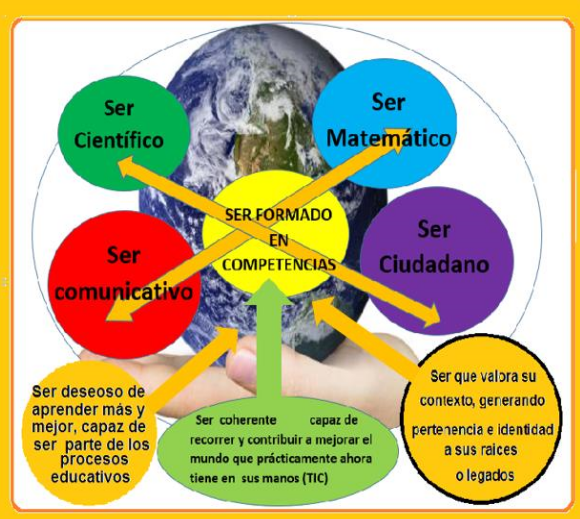 Ser
Científico
Ser
Matemático
SER FORMADO
EN
COMPETENCIAS
Ser
comunicativo
Ser
Ciudadano
Ser deseoso de
aprender más y
mejor, capaz de
ser parte de los
procesos
educativos
Ser coherente capaz de
recorrer y contribuir a mejorar el
mundo que prácticamente ahora
tiene en sus manos (TIC)
Ser que valora su
contexto, generando
pertenencia e identidad
a sus raices
o legados